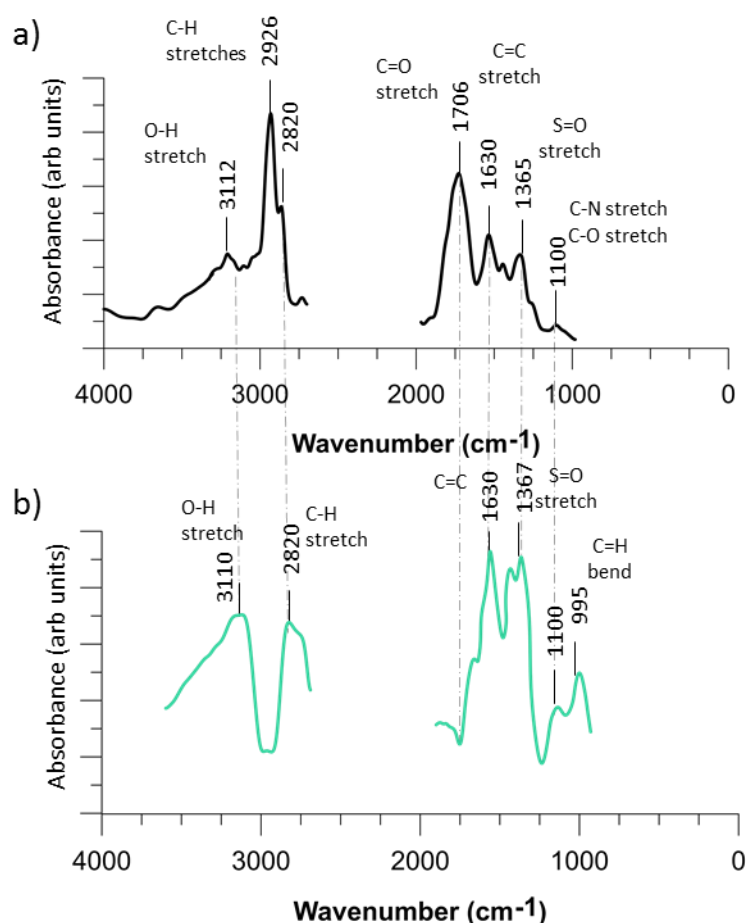 a)
C-H
stretches
2926
2820
O-H
stretch
3112
C=O
stretch
1706
C=C
stretch
1630
S=O
stretch
1365
C-N stretch
C-O stretch
1100
Absorbance (arb units)
4000 3000 2000 1000 0
Wavenumber (cm-1)
b)
O-H
stretch
3110
C-H
stretch
2820
C=C
1630
1367
S=O
stretch
C=H
bend
1100
995
Absorbance (arb units)
4000 3000 2000 1000 0
Wavenumber (cm-1)